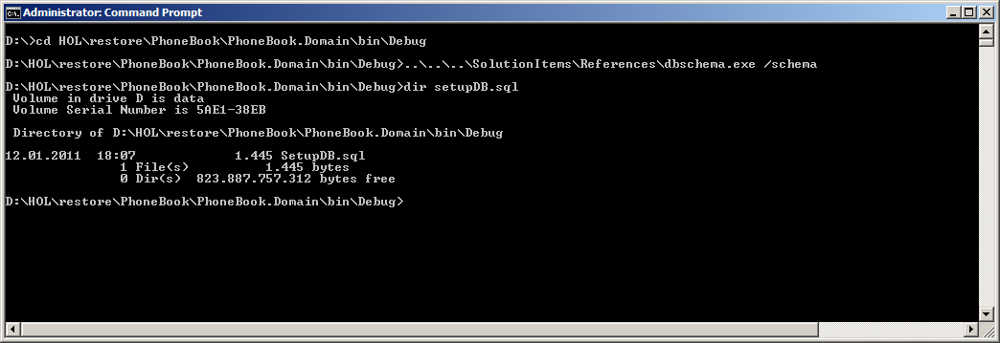 Administrator: Command Prompt
D:\>cd HOL\restore\PhoneBook\PhoneBook.Domain\bin\Debug
D:\HOL\restore\PhoneBook\PhoneBook.Domain\bin\Debug>..\..\..\SolutionItems\References\dbschema.exe /schema
D:\HOL\restore\PhoneBook\PhoneBook.Domain\bin\Debug>dir setupDB.sql
 Volume in drive D is data
 Volume Serial Number is 5AE1-38EB
 Directory of D:\HOL\restore\PhoneBook\PhoneBook.Domain\bin\Debug
12.01.2011  18:07             1.445 SetupDB.sql
               1 File(s)          1.445 bytes
               0 Dir(s)  823.887.757.312 bytes free
D:\HOL\restore\PhoneBook\PhoneBook.Domain\bin\Debug>